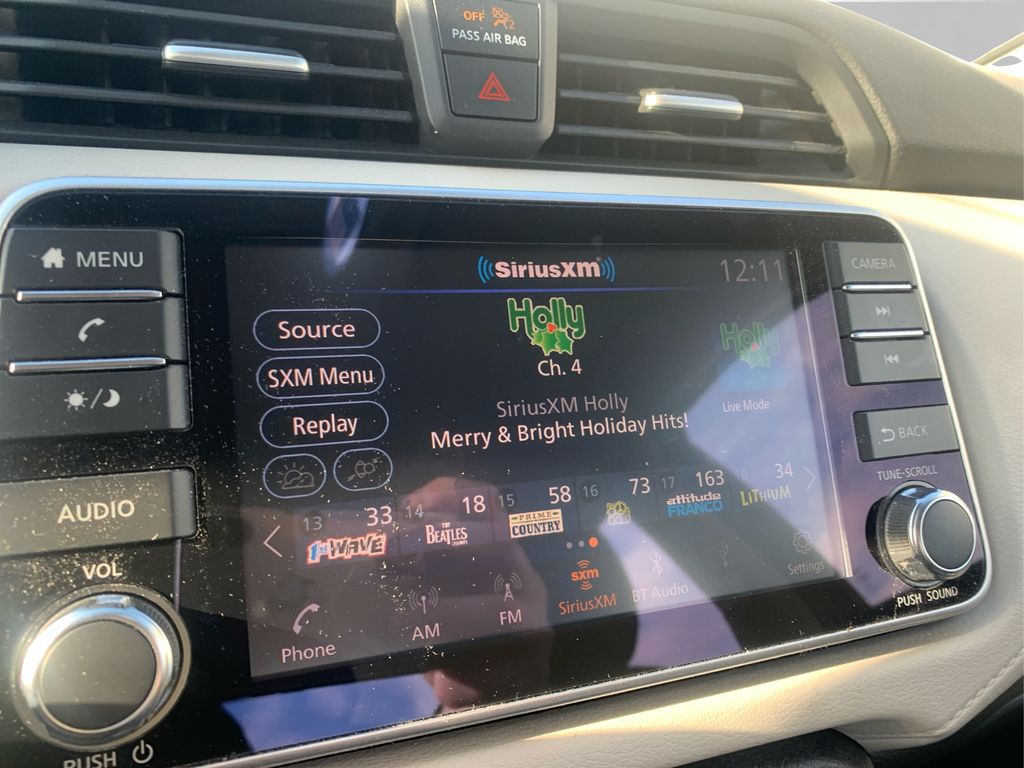 OFF 2
PASS AIR BAG
MENU
SiriusXM
12:11
CAMERA
Source
Holly
Holly
SXM Menu
Ch. 4
Live Mode
Replay
SiriusXM Holly
Merry & Bright Holiday Hits!
BACK
TUNE·SCROLL
AUDIO
13 33
1st WAVE
14 18
THE BEATLES CHANNEL
15 58
PRIME COUNTRY
16 73
17 163
attitude FRANCO
18 34
LiTHiUM
VOL
Phone
AM
FM
sxm
SiriusXM
BT Audio
Settings
PUSH SOUND
PUSH